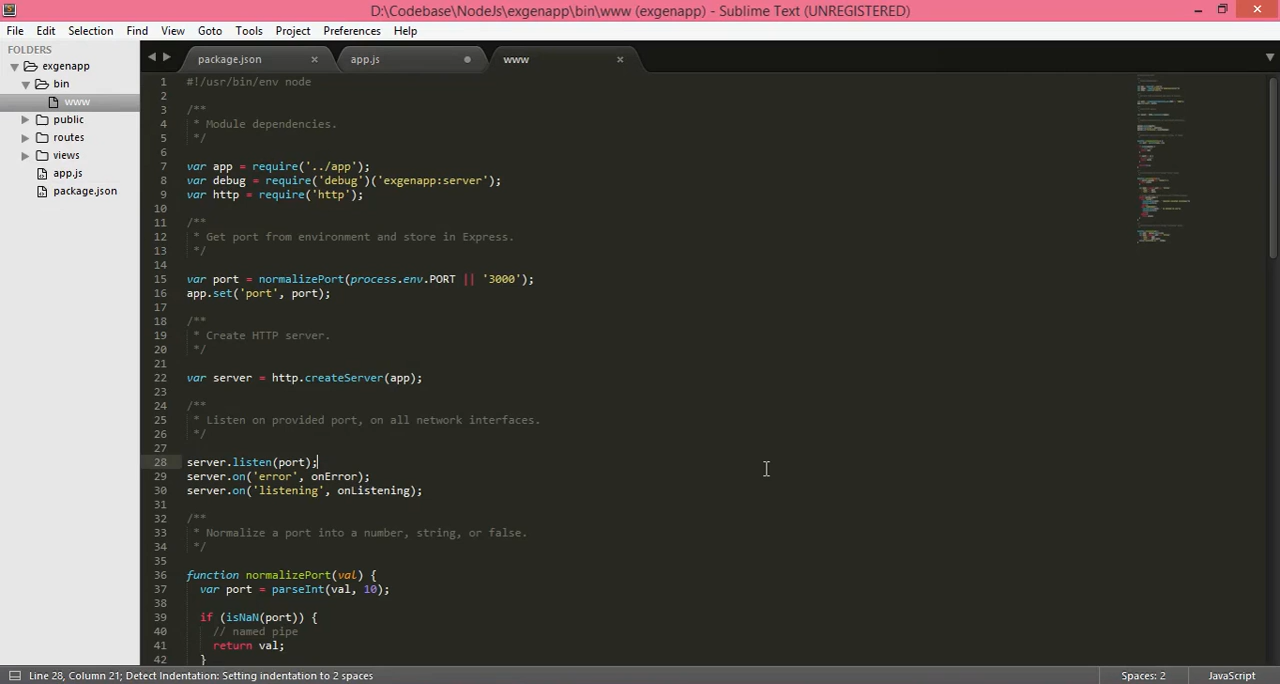 D:\Codebase\NodeJs\exgenapp\bin\www (exgenapp) - Sublime Text (UNREGISTERED)
File Edit Selection Find View Goto Tools Project Preferences Help
FOLDERS
exgenapp
bin
www
public
routes
views
app.js
package.json
package.json app.js www
1 #!/usr/bin/env node
2
3 /**
4 * Module dependencies.
5 */
6
7 var app = require('../app');
8 var debug = require('debug')('exgenapp:server');
9 var http = require('http');
10
11 /**
12 * Get port from environment and store in Express.
13 */
14
15 var port = normalizePort(process.env.PORT || '3000');
16 app.set('port', port);
17
18 /**
19 * Create HTTP server.
20 */
21
22 var server = http.createServer(app);
23
24 /**
25 * Listen on provided port, on all network interfaces.
26 */
27
28 server.listen(port);
29 server.on('error', onError);
30 server.on('listening', onListening);
31
32 /**
33 * Normalize a port into a number, string, or false.
34 */
35
36 function normalizePort(val) {
37 var port = parseInt(val, 10);
38
39 if (isNaN(port)) {
40 // named pipe
41 return val;
42 }
Line 28, Column 21; Detect Indentation: Setting indentation to 2 spaces Spaces: 2 JavaScript